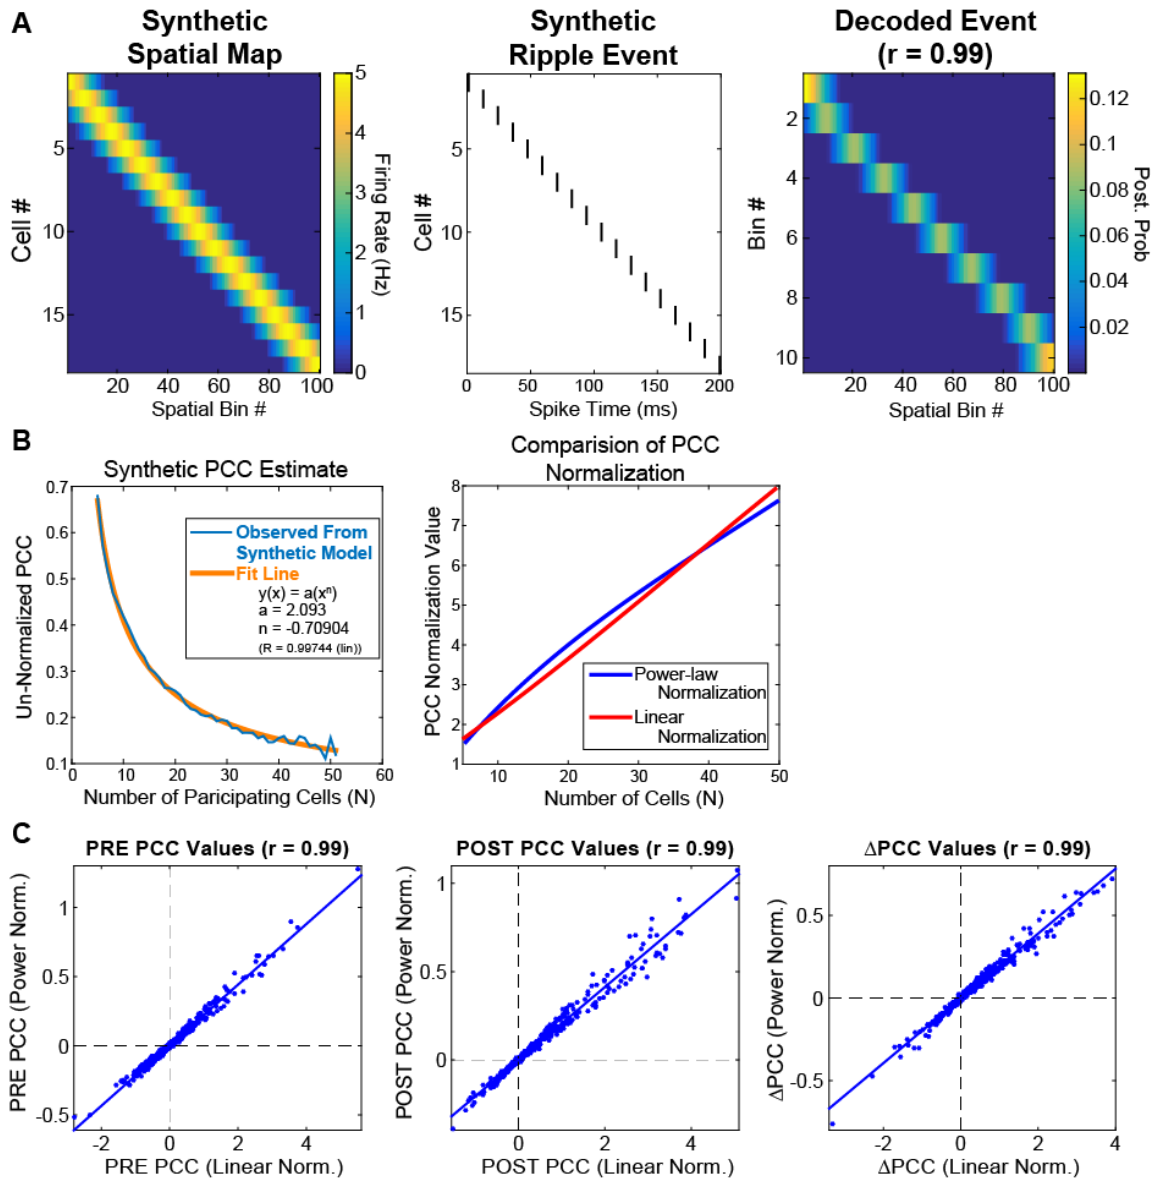 A
Synthetic
Spatial Map
Synthetic
Ripple Event
Decoded Event
(r = 0.99)
Cell #
5
10
15
20 40 60 80 100
Spatial Bin #
5
4
3
2
1
0
Firing Rate (Hz)
Cell #
5
10
15
0 50 100 150 200
Spike Time (ms)
Bin #
2
4
6
8
10
20 40 60 80 100
Spatial Bin #
0.12
0.1
0.08
0.06
0.04
0.02
Post. Prob
B
Synthetic PCC Estimate
Un-Normalized PCC
0.7
0.6
0.5
0.4
0.3
0.2
0.1
0 10 20 30 40 50 60
Number of Paricipating Cells (N)
Observed From
Synthetic Model
Fit Line
y(x) = a(xⁿ)
a = 2.093
n = -0.70904
(R = 0.99744 (lin))
Comparision of PCC
Normalization
PCC Normalization Value
8
7
6
5
4
3
2
1
10 20 30 40 50
Number of Cells (N)
Power-law
Normalization
Linear
Normalization
C
PRE PCC Values (r = 0.99)
PRE PCC (Power Norm.)
1
0.5
0
-0.5
-2 0 2 4
PRE PCC (Linear Norm.)
POST PCC Values (r = 0.99)
POST PCC (Power Norm.)
1
0.5
0
0 2 4
POST PCC (Linear Norm.)
ΔPCC Values (r = 0.99)
ΔPCC (Power Norm.)
0.5
0
-0.5
-2 0 2 4
ΔPCC (Linear Norm.)